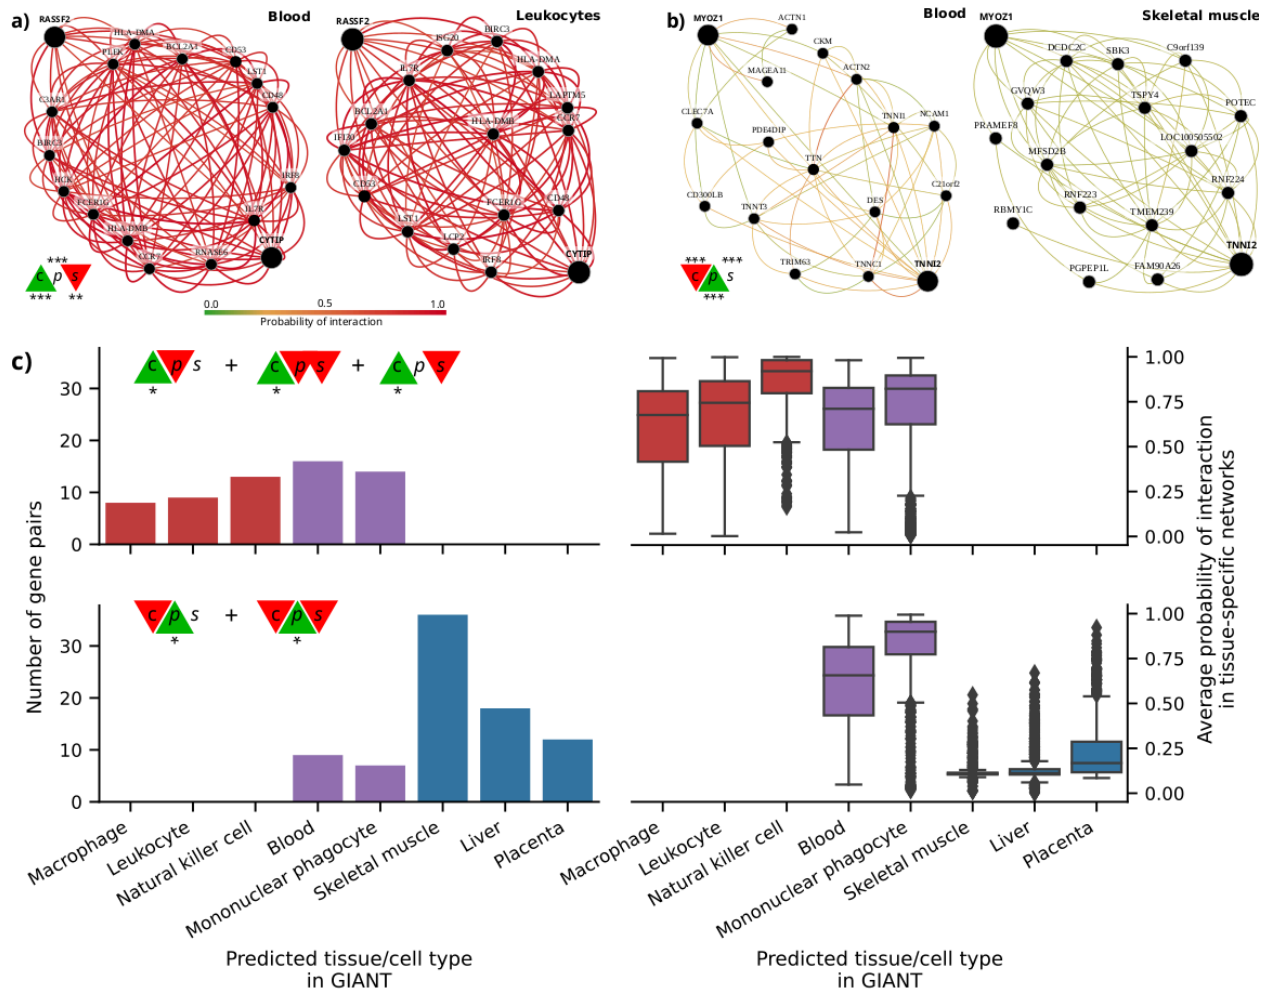 a)
Blood
RASSF2
HLA-DMA
PLEK
BCL2A1
CD53
LST1
CD48
C3AR1
BIRC3
HCK
FCER1G
HLA-DMB
CCR7
RNASE6
IL7R
IRF8
CYTIP
***
c p s
*** **
Leukocytes
RASSF2
ISG20
BIRC3
IL7R
HLA-DMA
LAPTM5
CCR7
BCL2A1
HLA-DMB
IFI30
CD53
FCER1G
CD48
LST1
LCP2
IRF8
CYTIP
0.0 0.5 1.0
Probability of interaction
b)
Blood
MYOZ1
ACTN1
CKM
MAGEA11
ACTN2
CLEC7A
PDE4DIP
TNNI1
NCAM1
TTN
CD300LB
TNNT3
DES
C21orf2
TRIM63
TNNC1
TNNI2
*** ***
c p s
***
Skeletal muscle
MYOZ1
DCDC2C
SBK3
C9orf139
GVQW3
TSPY4
POTEC
PRAMEF8
MFSD2B
LOC100505502
RNF224
RNF223
RBMY1C
TMEM239
TNNI2
PGPEP1L
FAM90A26
c)
c p s + c p s + c p s
* * *
30
20
10
0
1.00
0.75
0.50
0.25
0.00
c p s + c p s
* *
30
20
10
0
1.00
0.75
0.50
0.25
0.00
Number of gene pairs
Average probability of interaction
in tissue-specific networks
Macrophage
Leukocyte
Natural killer cell
Blood
Mononuclear phagocyte
Skeletal muscle
Liver
Placenta
Macrophage
Leukocyte
Natural killer cell
Blood
Mononuclear phagocyte
Skeletal muscle
Liver
Placenta
Predicted tissue/cell type
in GIANT
Predicted tissue/cell type
in GIANT